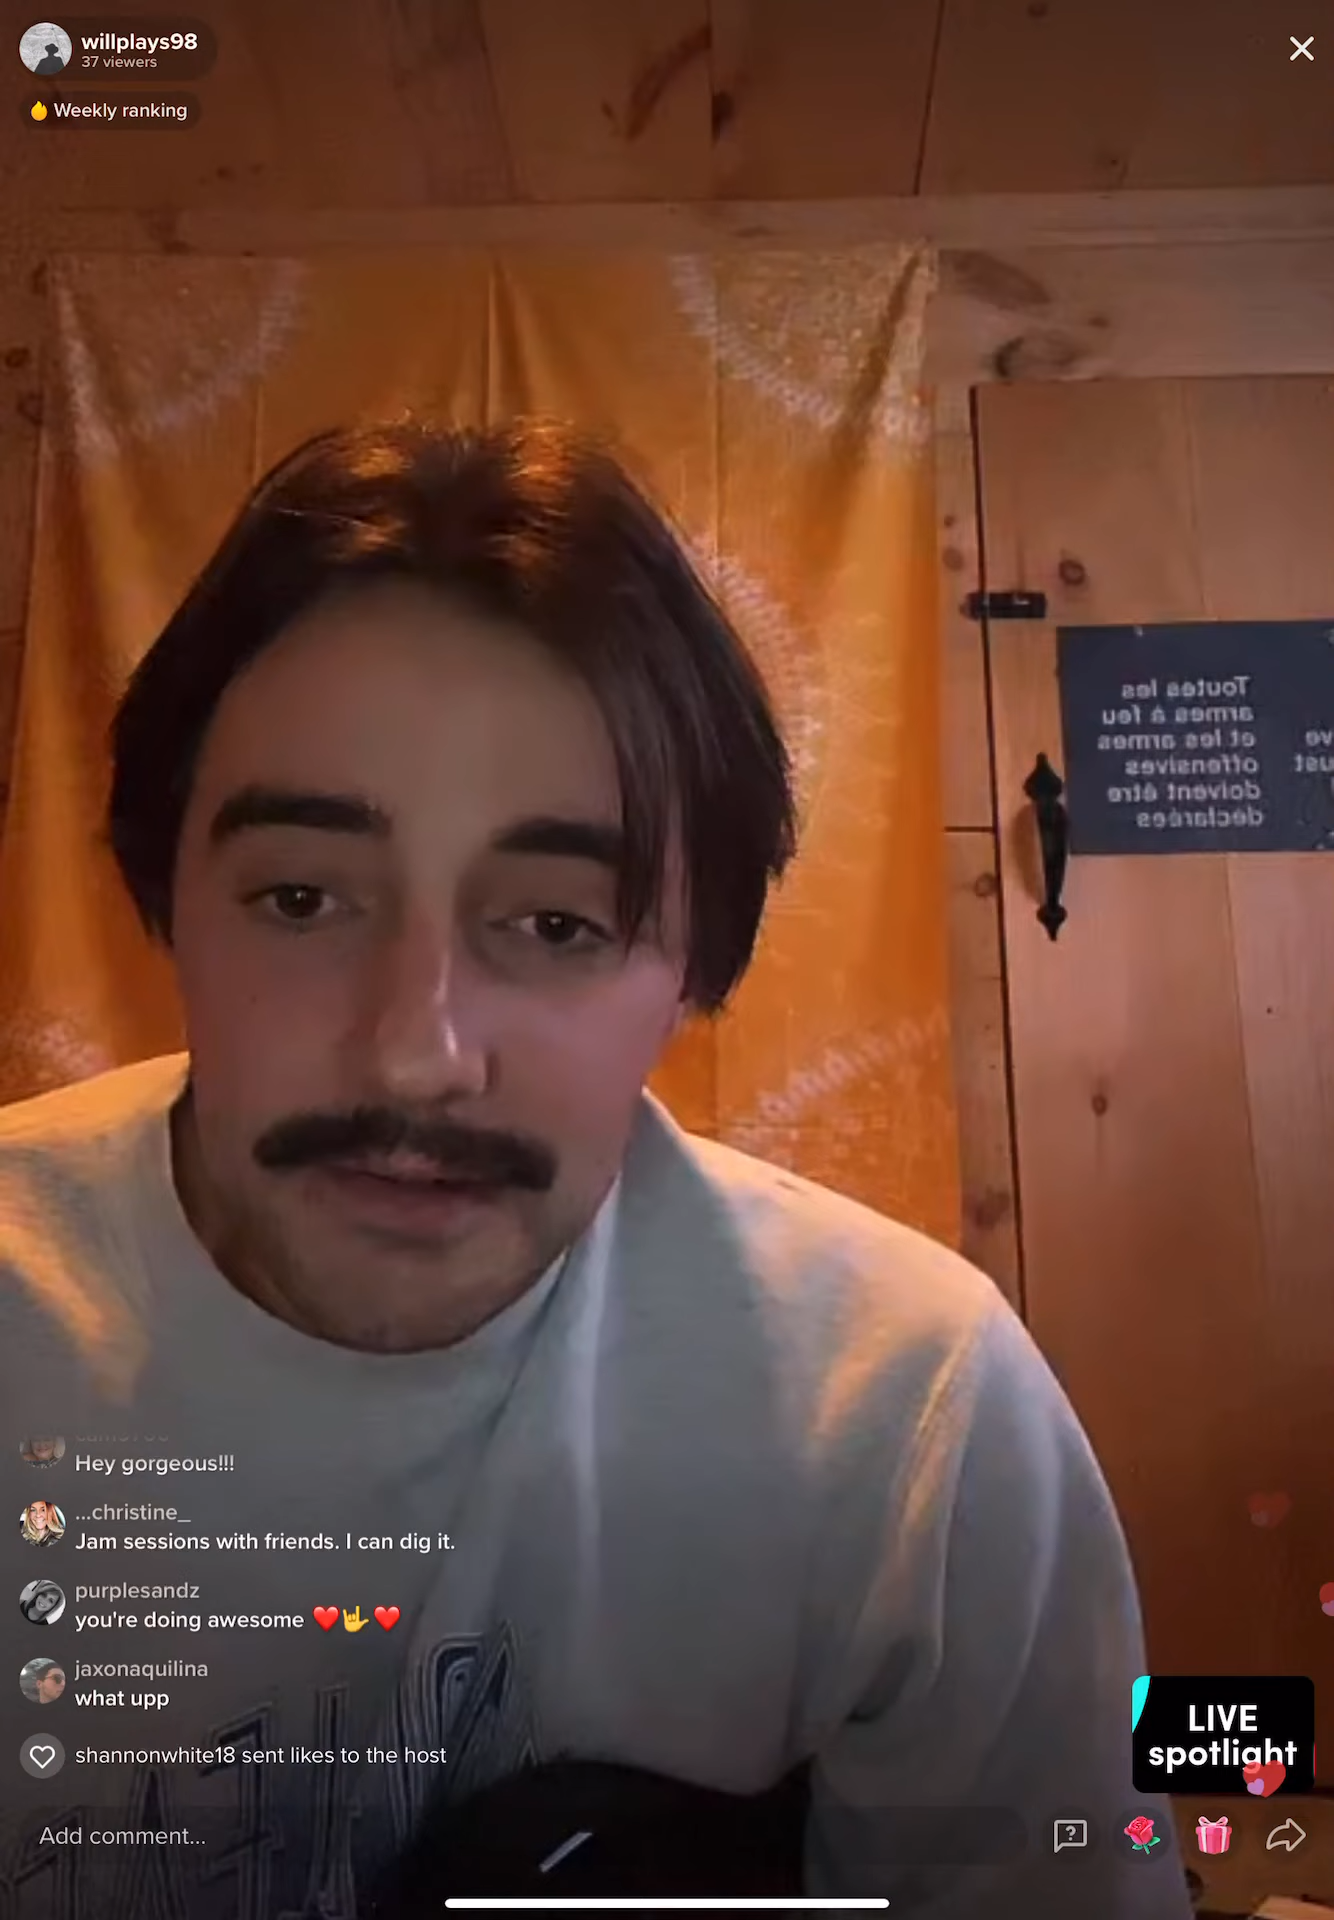 willplays98
37 viewers
Weekly ranking
Toutes les
armes à feu
et les armes
offensives
doivent être
déclarées
Hey gorgeous!!!
...christine_
Jam sessions with friends. I can dig it.
purplesandz
you're doing awesome ❤️🤟❤️
jaxonaquilina
what upp
shannonwhite18 sent likes to the host
LIVE
spotlight
Add comment...